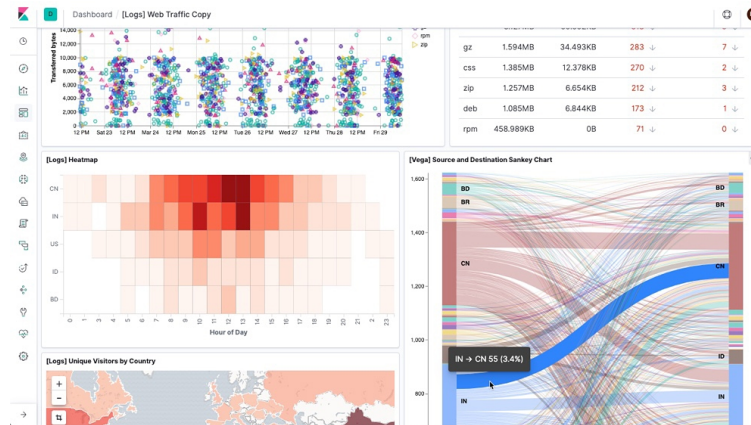 D Dashboard / [Logs] Web Traffic Copy
Transferred bytes
14,000
12,000
10,000
8,000
6,000
4,000
2,000
0
12 PM Sat 23 12 PM Mar 24 12 PM Mon 25 12 PM Tue 26 12 PM Wed 27 12 PM Thu 28 12 PM Fri 29
rpm
zip
gz 1.594MB 34.493KB 283 ↓ 7 ↓
css 1.385MB 12.378KB 270 ↓ 2 ↓
zip 1.257MB 6.654KB 212 ↓ 3 ↓
deb 1.085MB 6.844KB 173 ↓ 1 ↓
rpm 458.989KB 0B 71 ↓ 0 ↓
[Logs] Heatmap
CN
IN
US
ID
BD
0 1 3 4 5 6 7 8 9 10 11 12 13 14 15 16 17 18 19 20 21 2 23
Hour of Day
[Vega] Source and Destination Sankey Chart
1,600
1,400
1,200
1,000
800
BD BD
BR BR
CN CN
IN → CN 55 (3.4%)
ID
IN IN
[Logs] Unique Visitors by Country
+
−